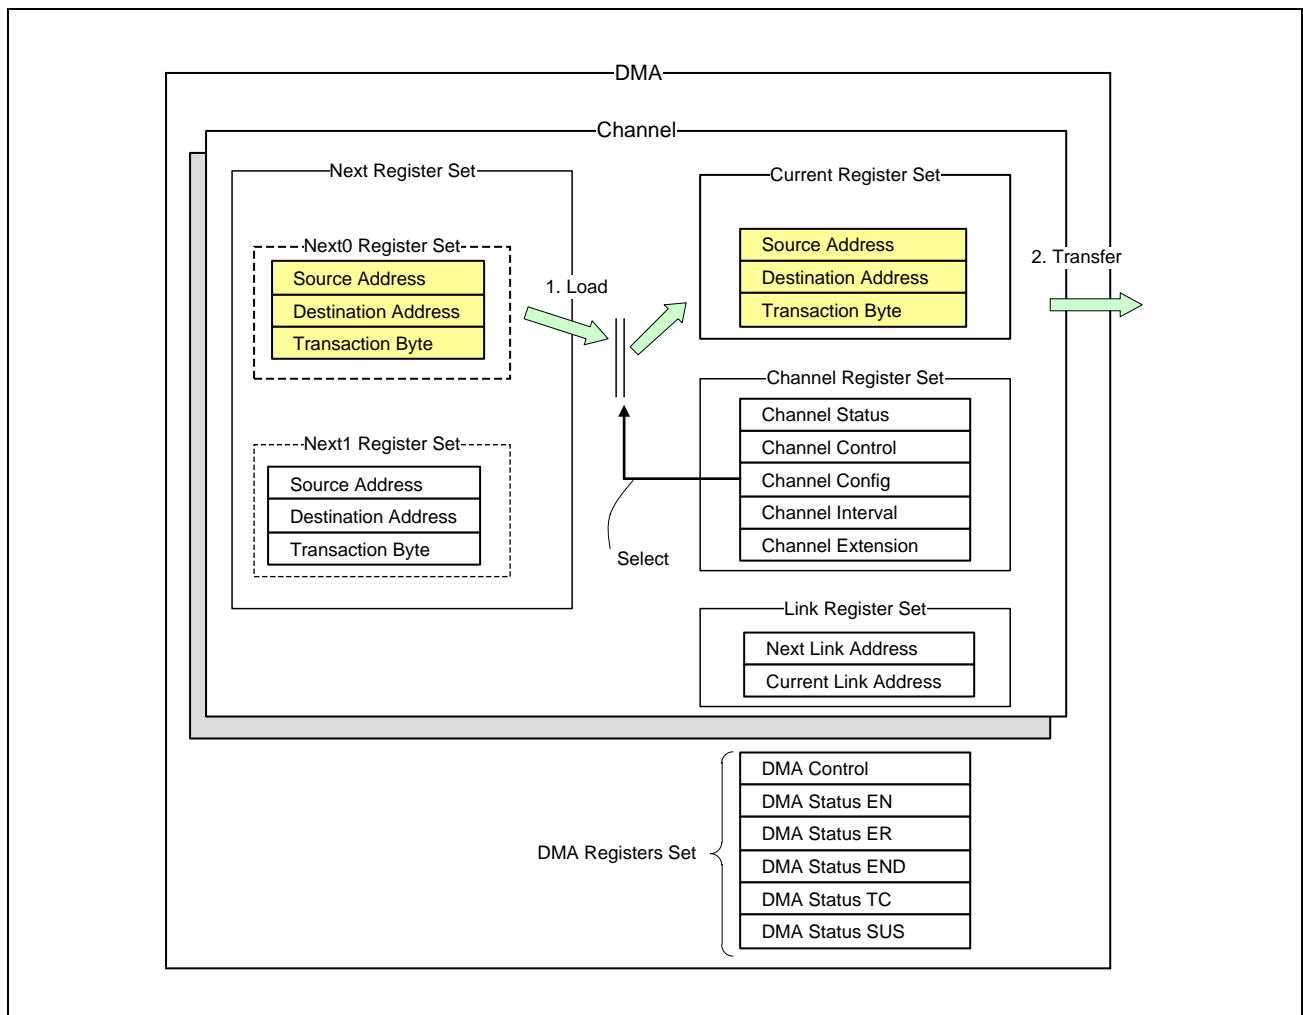 DMA
Channel
Next Register Set
Next0 Register Set
Source Address
Destination Address
Transaction Byte
Next1 Register Set
Source Address
Destination Address
Transaction Byte
1. Load
Select
Current Register Set
Source Address
Destination Address
Transaction Byte
2. Transfer
Channel Register Set
Channel Status
Channel Control
Channel Config
Channel Interval
Channel Extension
Link Register Set
Next Link Address
Current Link Address
DMA Registers Set
DMA Control
DMA Status EN
DMA Status ER
DMA Status END
DMA Status TC
DMA Status SUS